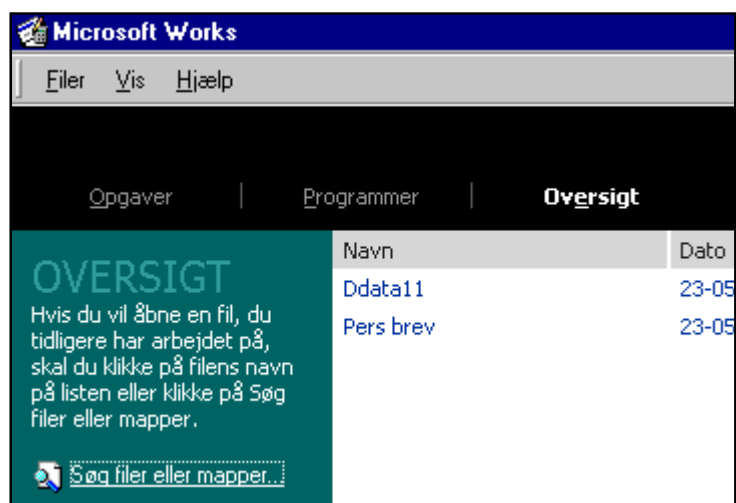 Microsoft Works
Filer Vis Hjælp
Opgaver | Programmer | Oversigt
Navn Dato
OVERSIGT
Ddata11 23-05
Hvis du vil åbne en fil, du
Pers brev 23-05
tidligere har arbejdet på,
skal du klikke på filens navn
på listen eller klikke på Søg
filer eller mapper.
Søg filer eller mapper...